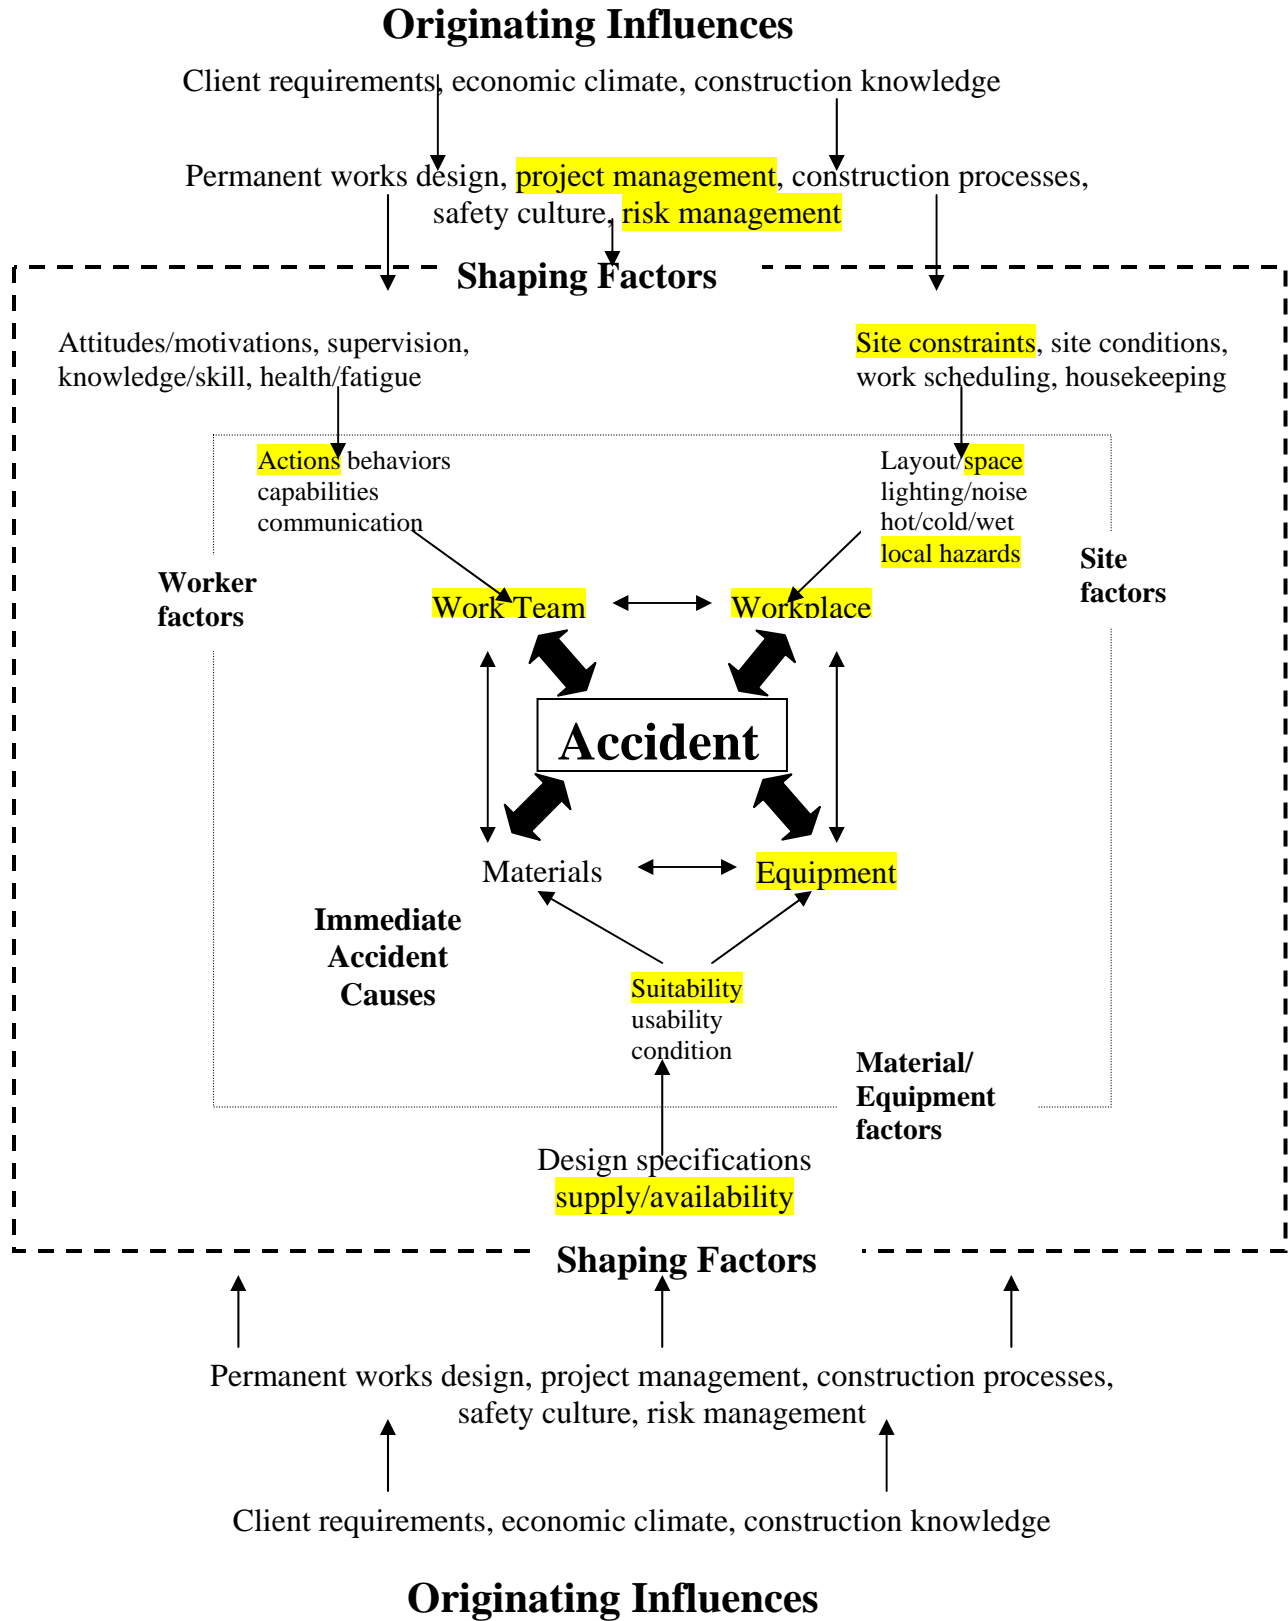 Originating Influences
Client requirements, economic climate, construction knowledge
Permanent works design, project management, construction processes,
safety culture, risk management
Shaping Factors
Attitudes/motivations, supervision,
knowledge/skill, health/fatigue
Site constraints, site conditions,
work scheduling, housekeeping
Actions behaviors
capabilities
communication
Layout/space
lighting/noise
hot/cold/wet
local hazards
Worker
factors
Site
factors
Work Team
Workplace
Accident
Materials
Equipment
Immediate
Accident
Causes
Suitability
usability
condition
Material/
Equipment
factors
Design specifications
supply/availability
Shaping Factors
Permanent works design, project management, construction processes,
safety culture, risk management
Client requirements, economic climate, construction knowledge
Originating Influences